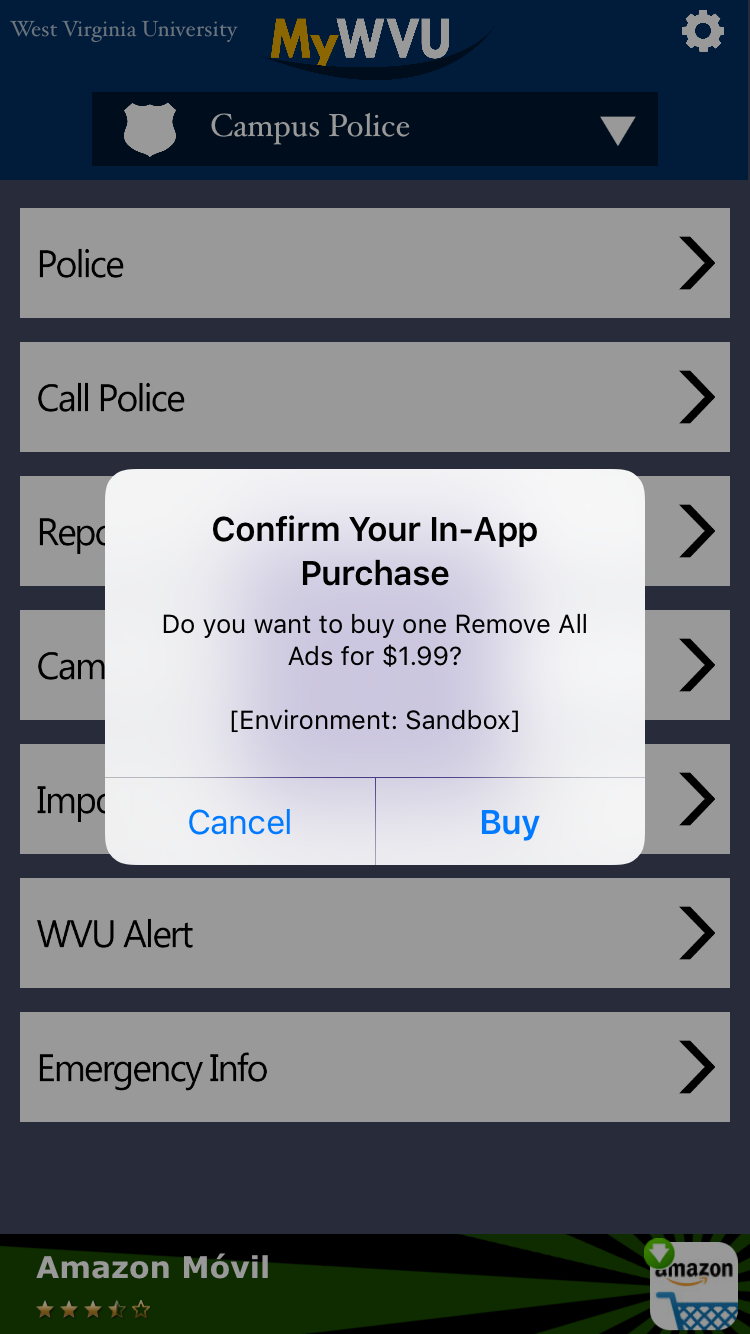 West Virginia University
MyWVU
Campus Police
Police
Call Police
Repo
Cam
Impo
Confirm Your In-App
Purchase
Do you want to buy one Remove All
Ads for $1.99?
[Environment: Sandbox]
Cancel
Buy
WVU Alert
Emergency Info
Amazon Móvil
amazon